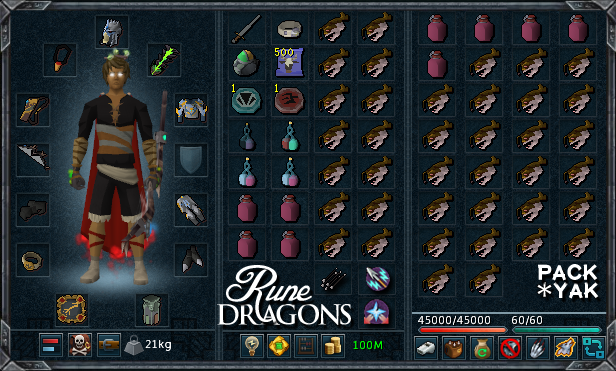 500
1
1
Rune
DRAGONS
PACK
*YAK
45000/45000
60/60
21kg
100M